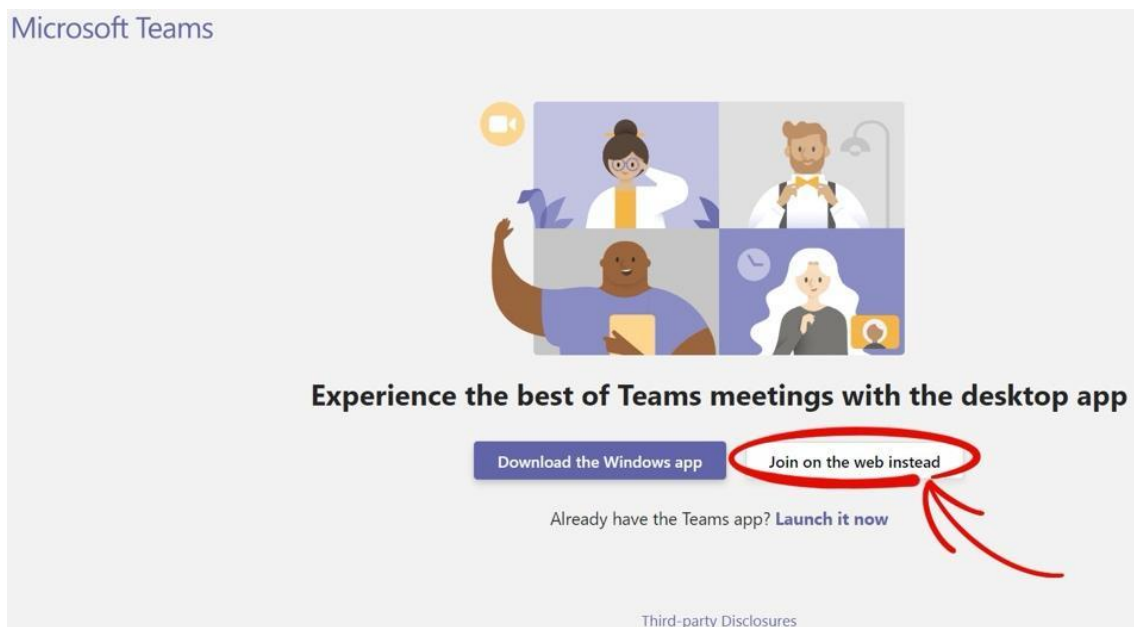 Microsoft Teams
Experience the best of Teams meetings with the desktop app
Download the Windows app
Join on the web instead
Already have the Teams app? Launch it now
Third-party Disclosures